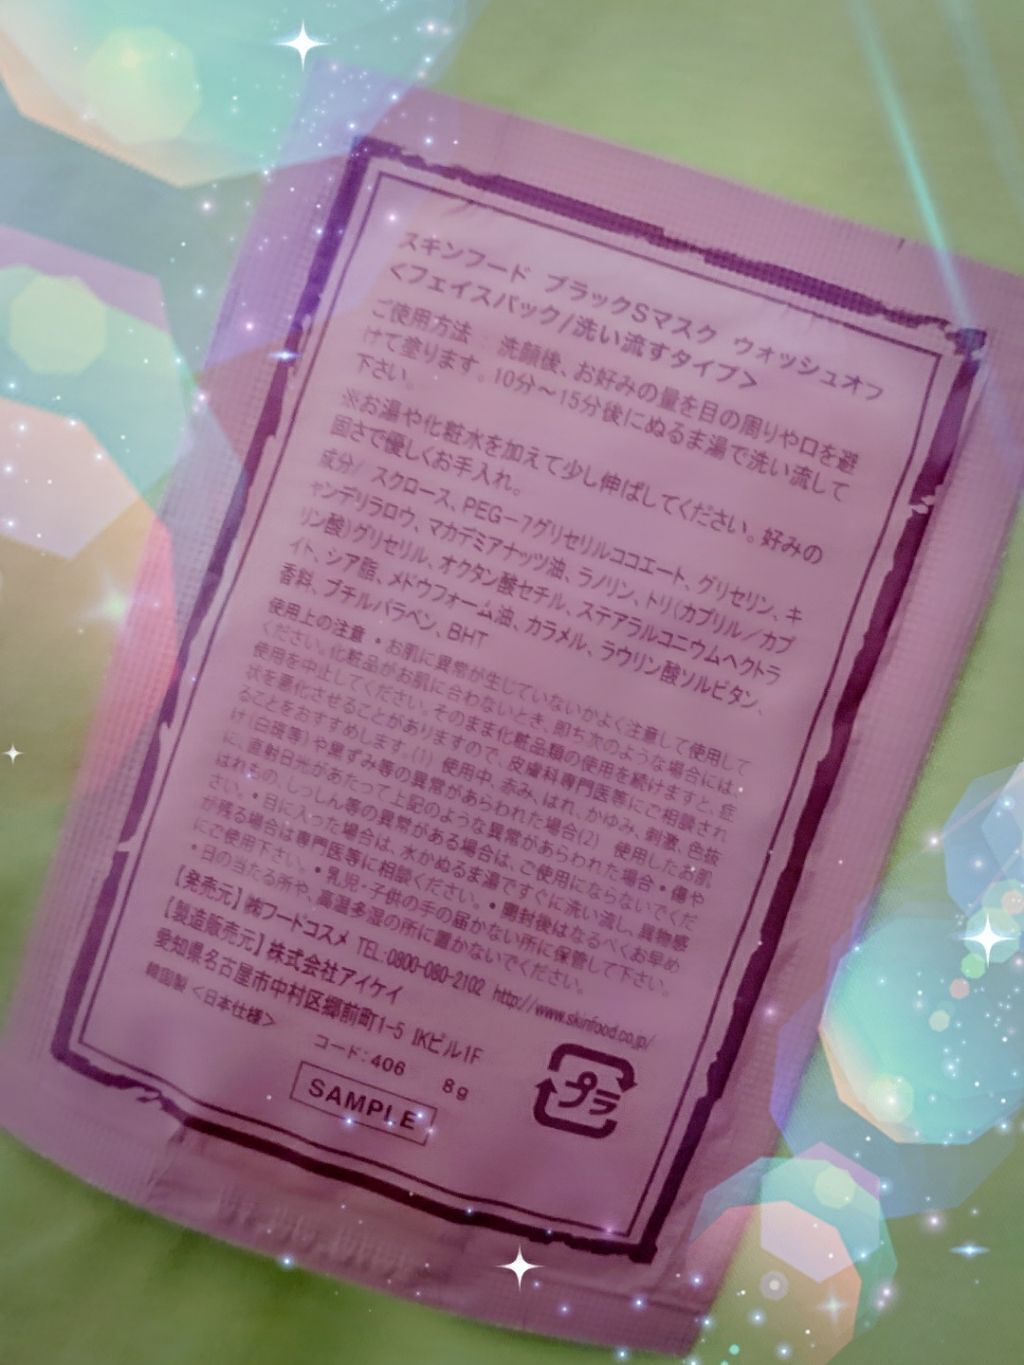 スキンフード ブラックSマスク ウォッシュオフ
<フェイスパック/洗い流すタイプ>
ご使用方法 洗顔後、お好みの量を目の周りや口を避
けて塗ります。10分～15分後にぬるま湯で洗い流して
下さい。
※お湯や化粧水を加えて少し伸ばしてください。好みの
固さで優しくお手入れ。
成分/ スクロース、PEG－7グリセリルココエート、グリセリン、キ
ャンデリラロウ、マカデミアナッツ油、ラノリン、トリ(カプリル／カプ
リン酸)グリセリル、オクタン酸セチル、ステアラルコニウムヘクトラ
イト、シア脂、メドウフォーム油、カラメル、ラウリン酸ソルビタン、
香料、ブチルパラベン、BHT
使用上の注意 ・お肌に異常が生じていないかよく注意して使用して
ください。化粧品がお肌に合わないとき、即ち次のような場合には、
使用を中止してください。そのまま化粧品類の使用を続けますと、症
状を悪化させることがありますので、皮膚科専門医等にご相談され
ることをおすすめします。(1) 使用中、赤み、はれ、かゆみ、刺激、色抜
け(白斑等)や黒ずみ等の異常があらわれた場合(2) 使用したお肌
に、直射日光があたって上記のような異常があらわれた場合・傷や
はれもの、しっしん等の異常がある場合は、ご使用にならないでくだ
さい。・目に入った場合は、水かぬるま湯ですぐに洗い流し、異物感
が残る場合は専門医等に相談ください。・開封後はなるべくお早め
にご使用下さい。・乳児・子供の手の届かない所に保管して下さい。
・日の当たる所や、高温多湿の所に置かないでください。
【発売元】㈱フードコスメ TEL:0800-080-2102 http://www.skinfood.co.jp/
【製造販売元】株式会社アイケイ
愛知県名古屋市中村区郷前町1-5 IKビル1F
韓国製 <日本仕様>
コード:406 8g
SAMPLE
プラ